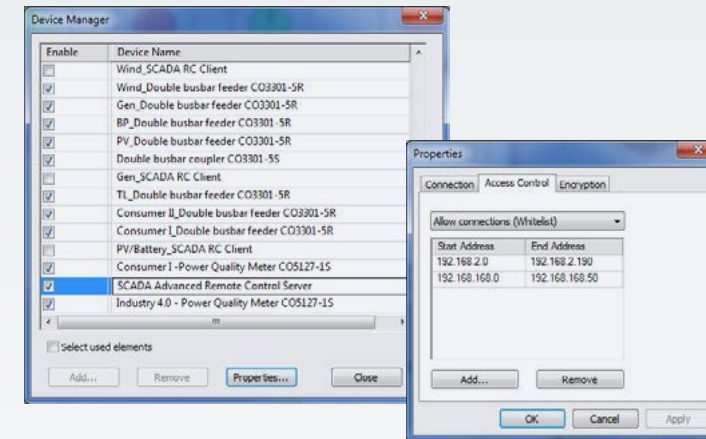 Device Manager
Enable Device Name
Wind_SCADA RC Client
Wind_Double busbar feeder CO3301-5R
Gen_Double busbar feeder CO3301-5R
BP_Double busbar feeder CO3301-5R
PV_Double busbar feeder CO3301-5R
Double busbar coupler CO3301-5S
Gen_SCADA RC Client
TL_Double busbar feeder CO3301-5R
Consumer II_Double busbar feeder CO3301-5R
Consumer I_Double busbar feeder CO3301-5R
PV/Battery_SCADA RC Client
Consumer I -Power Quality Meter CO5127-1S
SCADA Advanced Remote Control Server
Industry 4.0 - Power Quality Meter CO5127-1S
Select used elements
Add... Remove Properties... Close
Properties
Connection Access Control Encryption
Allow connections (Whitelist)
Start Address End Address
192.168.2.0 192.168.2.190
192.168.168.0 192.168.168.50
Add... Remove
OK Cancel Apply